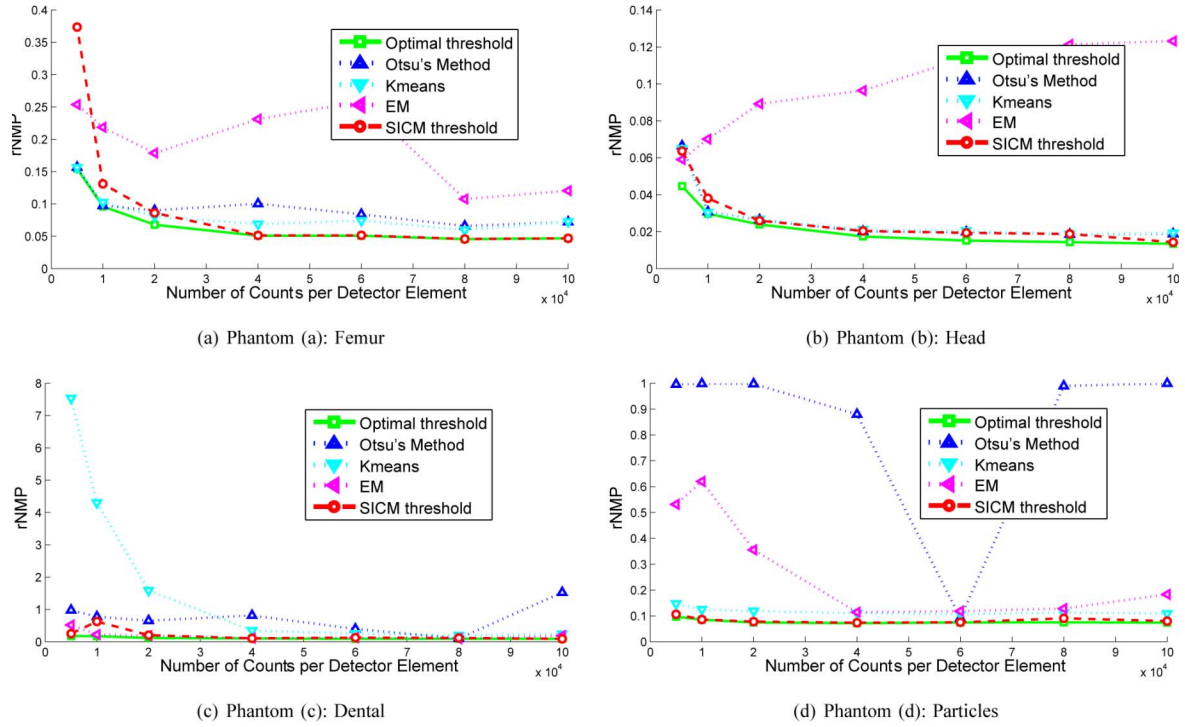 0.4
0.35
0.3
0.25
0.2
0.15
0.1
0.05
0
rNMP
Optimal threshold
Otsu's Method
Kmeans
EM
SICM threshold
0 1 2 3 4 5 6 7 8 9 10
Number of Counts per Detector Element
x 10^4
(a) Phantom (a): Femur
0.14
0.12
0.1
0.08
0.06
0.04
0.02
0
rNMP
Optimal threshold
Otsu's Method
Kmeans
EM
SICM threshold
0 1 2 3 4 5 6 7 8 9 10
Number of Counts per Detector Element
x 10^4
(b) Phantom (b): Head
8
7
6
5
4
3
2
1
0
rNMP
Optimal threshold
Otsu's Method
Kmeans
EM
SICM threshold
0 1 2 3 4 5 6 7 8 9 10
Number of Counts per Detector Element
x 10^4
(c) Phantom (c): Dental
1
0.9
0.8
0.7
0.6
0.5
0.4
0.3
0.2
0.1
0
rNMP
Optimal threshold
Otsu's Method
Kmeans
EM
SICM threshold
0 1 2 3 4 5 6 7 8 9 10
Number of Counts per Detector Element
x 10^4
(d) Phantom (d): Particles